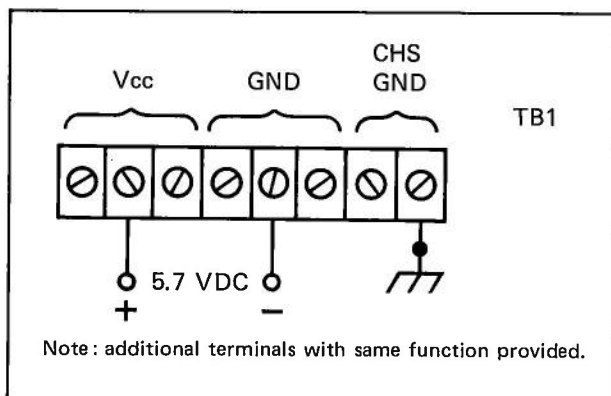 CHS
Vcc GND GND
TB1
+ 5.7 VDC −
Note: additional terminals with same function provided.